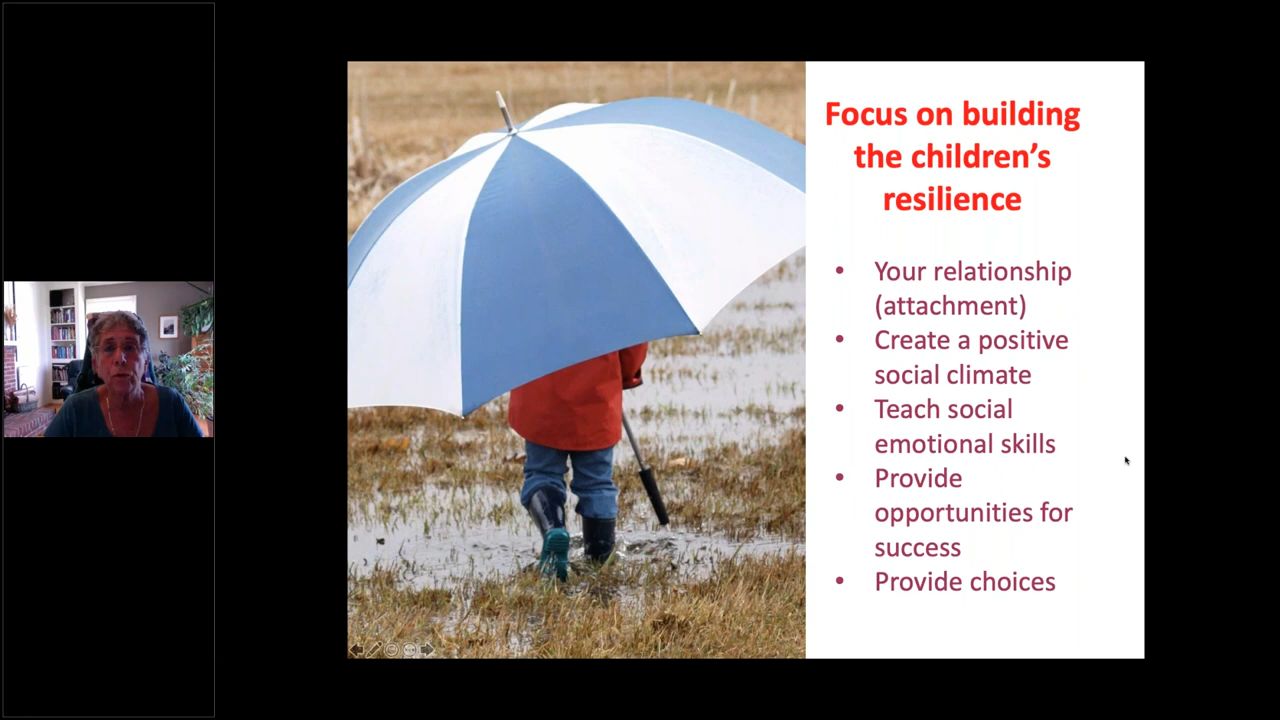 Focus on building
the children’s
resilience
• Your relationship
(attachment)
• Create a positive
social climate
• Teach social
emotional skills
• Provide
opportunities for
success
• Provide choices